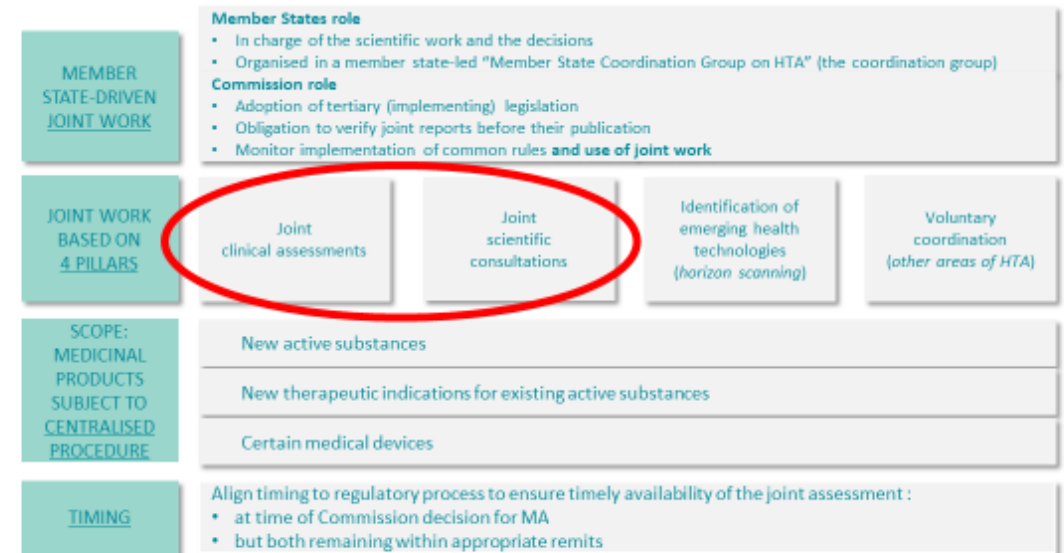 MEMBER
STATE-DRIVEN
JOINT WORK
Member States role
• In charge of the scientific work and the decisions
• Organised in a member state-led “Member State Coordination Group on HTA” (the coordination group)
Commission role
• Adoption of tertiary (implementing) legislation
• Obligation to verify joint reports before their publication
• Monitor implementation of common rules and use of joint work
JOINT WORK
BASED ON
4 PILLARS
Joint
clinical assessments
Joint
scientific
consultations
Identification of
emerging health
technologies
(horizon scanning)
Voluntary
coordination
(other areas of HTA)
SCOPE:
MEDICINAL
PRODUCTS
SUBJECT TO
CENTRALISED
PROCEDURE
New active substances
New therapeutic indications for existing active substances
Certain medical devices
TIMING
Align timing to regulatory process to ensure timely availability of the joint assessment :
• at time of Commission decision for MA
• but both remaining within appropriate remits